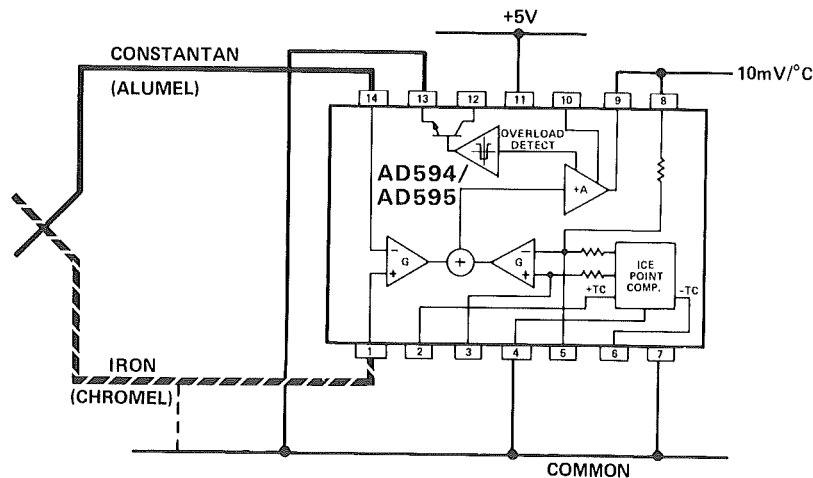 +5V
CONSTANTAN
(ALUMEL)
10mV/°C
14 13 12 11 10 9 8
OVERLOAD
DETECT
AD594/
AD595
+A
− G +
+
− G +
ICE
POINT
COMP.
+TC
-TC
1 2 3 4 5 6 7
IRON
(CHROMEL)
COMMON